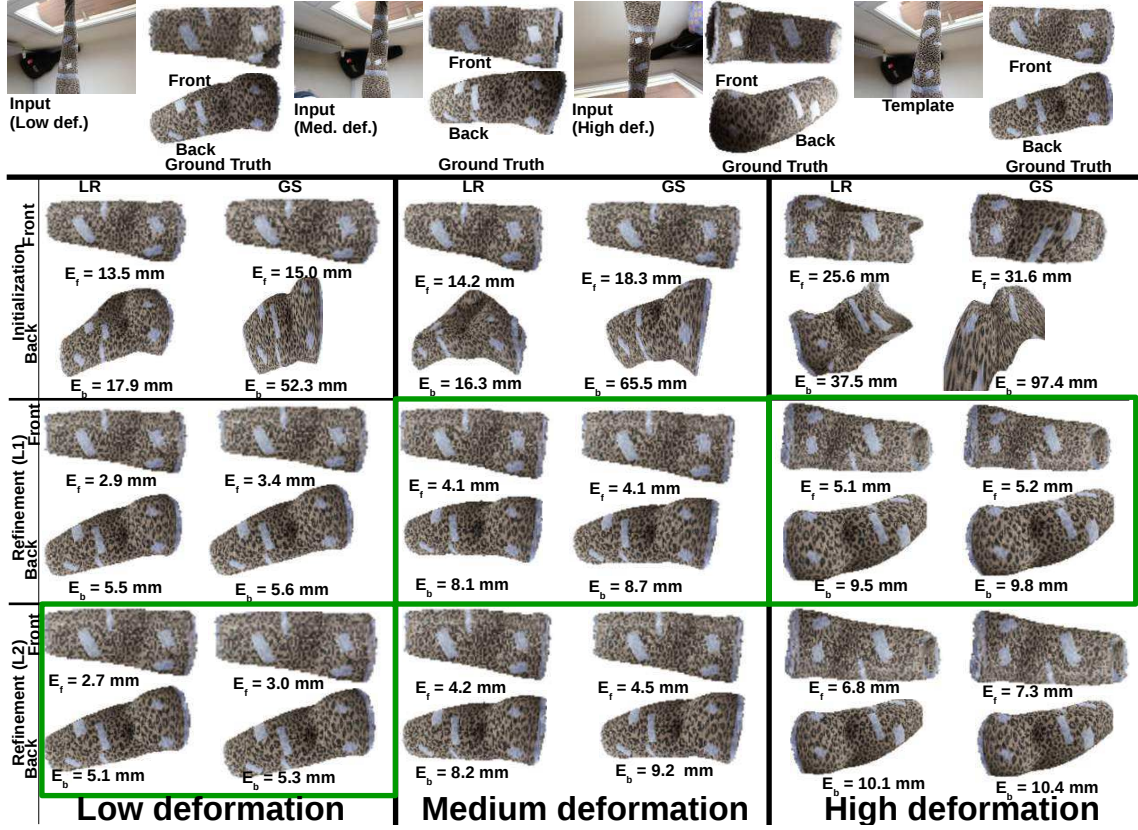 Input
(Low def.)
Front
Back
Ground Truth
Input
(Med. def.)
Front
Back
Ground Truth
Input
(High def.)
Front
Back
Ground Truth
Template
Front
Back
Ground Truth
LR GS LR GS LR GS
Initialization
Front
E_f = 13.5 mm E_f = 15.0 mm E_f = 14.2 mm E_f = 18.3 mm E_f = 25.6 mm E_f = 31.6 mm
Back
E_b = 17.9 mm E_b = 52.3 mm E_b = 16.3 mm E_b = 65.5 mm E_b = 37.5 mm E_b = 97.4 mm
Refinement (L1)
Front
E_f = 2.9 mm E_f = 3.4 mm E_f = 4.1 mm E_f = 4.1 mm E_f = 5.1 mm E_f = 5.2 mm
Back
E_b = 5.5 mm E_b = 5.6 mm E_b = 8.1 mm E_b = 8.7 mm E_b = 9.5 mm E_b = 9.8 mm
Refinement (L2)
Front
E_f = 2.7 mm E_f = 3.0 mm E_f = 4.2 mm E_f = 4.5 mm E_f = 6.8 mm E_f = 7.3 mm
Back
E_b = 5.1 mm E_b = 5.3 mm E_b = 8.2 mm E_b = 9.2 mm E_b = 10.1 mm E_b = 10.4 mm
Low deformation Medium deformation High deformation